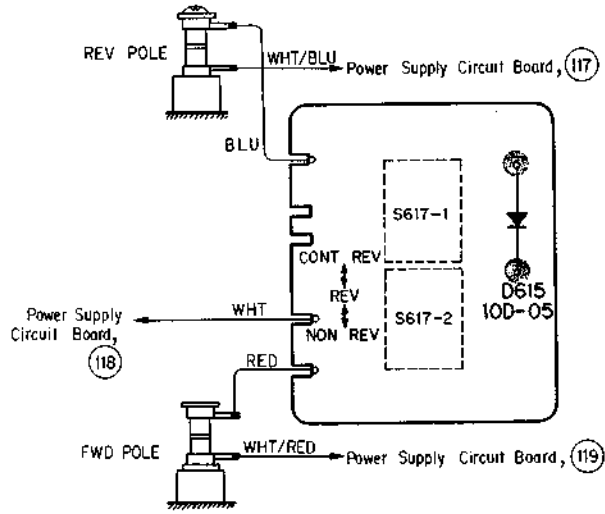 REV POLE
WHT/BLU
Power Supply Circuit Board, 117
BLU
S617-1
CONT REV
REV
D615
10D-05
Power Supply
Circuit Board,
118
WHT
NON REV
S617-2
RED
FWD POLE
WHT/RED
Power Supply Circuit Board, 119